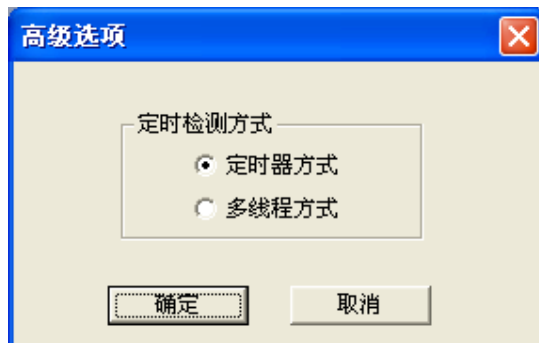 高级选项
定时检测方式
定时器方式
多线程方式
确定
取消